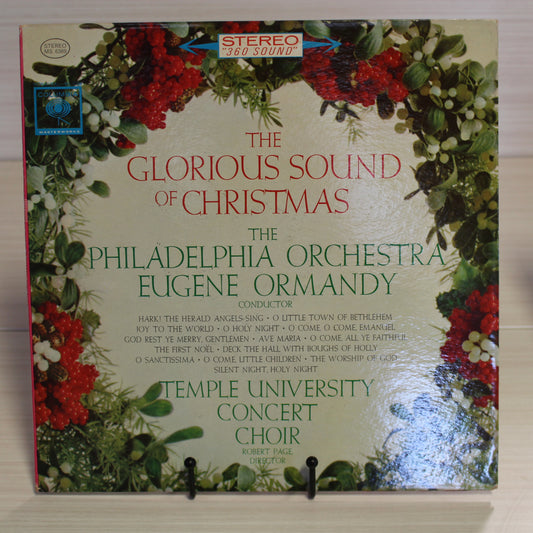 STEREO
MS 6369
STEREO
"360 SOUND"
COLUMBIA
MASTERWORKS
THE
GLORIOUS SOUND
OF CHRISTMAS
THE
PHILADELPHIA ORCHESTRA
EUGENE ORMANDY
CONDUCTOR
HARK! THE HERALD ANGELS SING • O LITTLE TOWN OF BETHLEHEM
JOY TO THE WORLD • O HOLY NIGHT • O COME O COME EMANUEL
GOD REST YE MERRY, GENTLEMEN • AVE MARIA • O COME ALL YE FAITHFUL
THE FIRST NOËL • DECK THE HALL WITH BOUGHS OF HOLLY
O SANCTISSIMA • O COME LITTLE CHILDREN • THE WORSHIP OF GOD
SILENT NIGHT, HOLY NIGHT
TEMPLE UNIVERSITY
CONCERT
CHOIR
ROBERT PAGE
DIRECTOR